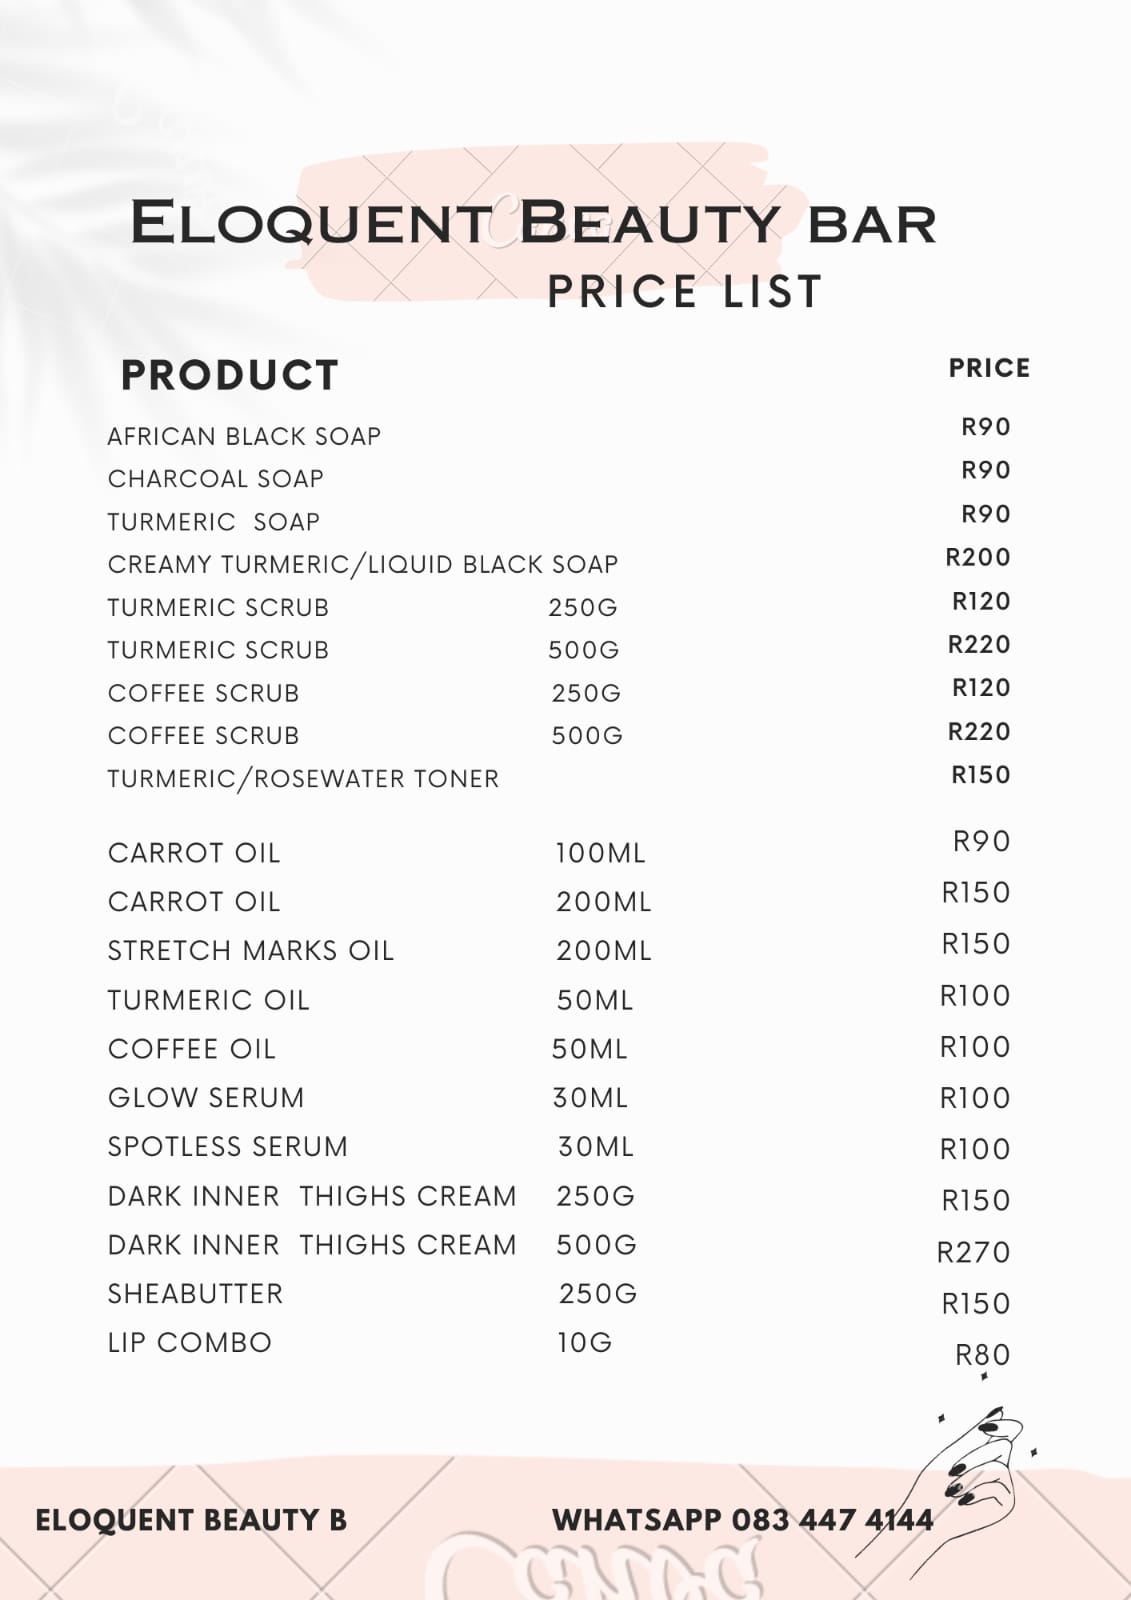 ELOQUENT BEAUTY BAR
PRICE LIST
PRODUCT PRICE
AFRICAN BLACK SOAP R90
CHARCOAL SOAP R90
TURMERIC SOAP R90
CREAMY TURMERIC/LIQUID BLACK SOAP R200
TURMERIC SCRUB 250G R120
TURMERIC SCRUB 500G R220
COFFEE SCRUB 250G R120
COFFEE SCRUB 500G R220
TURMERIC/ROSEWATER TONER R150
CARROT OIL 100ML R90
CARROT OIL 200ML R150
STRETCH MARKS OIL 200ML R150
TURMERIC OIL 50ML R100
COFFEE OIL 50ML R100
GLOW SERUM 30ML R100
SPOTLESS SERUM 30ML R100
DARK INNER THIGHS CREAM 250G R150
DARK INNER THIGHS CREAM 500G R270
SHEABUTTER 250G R150
LIP COMBO 10G R80
ELOQUENT BEAUTY B WHATSAPP 083 447 4144
Canva